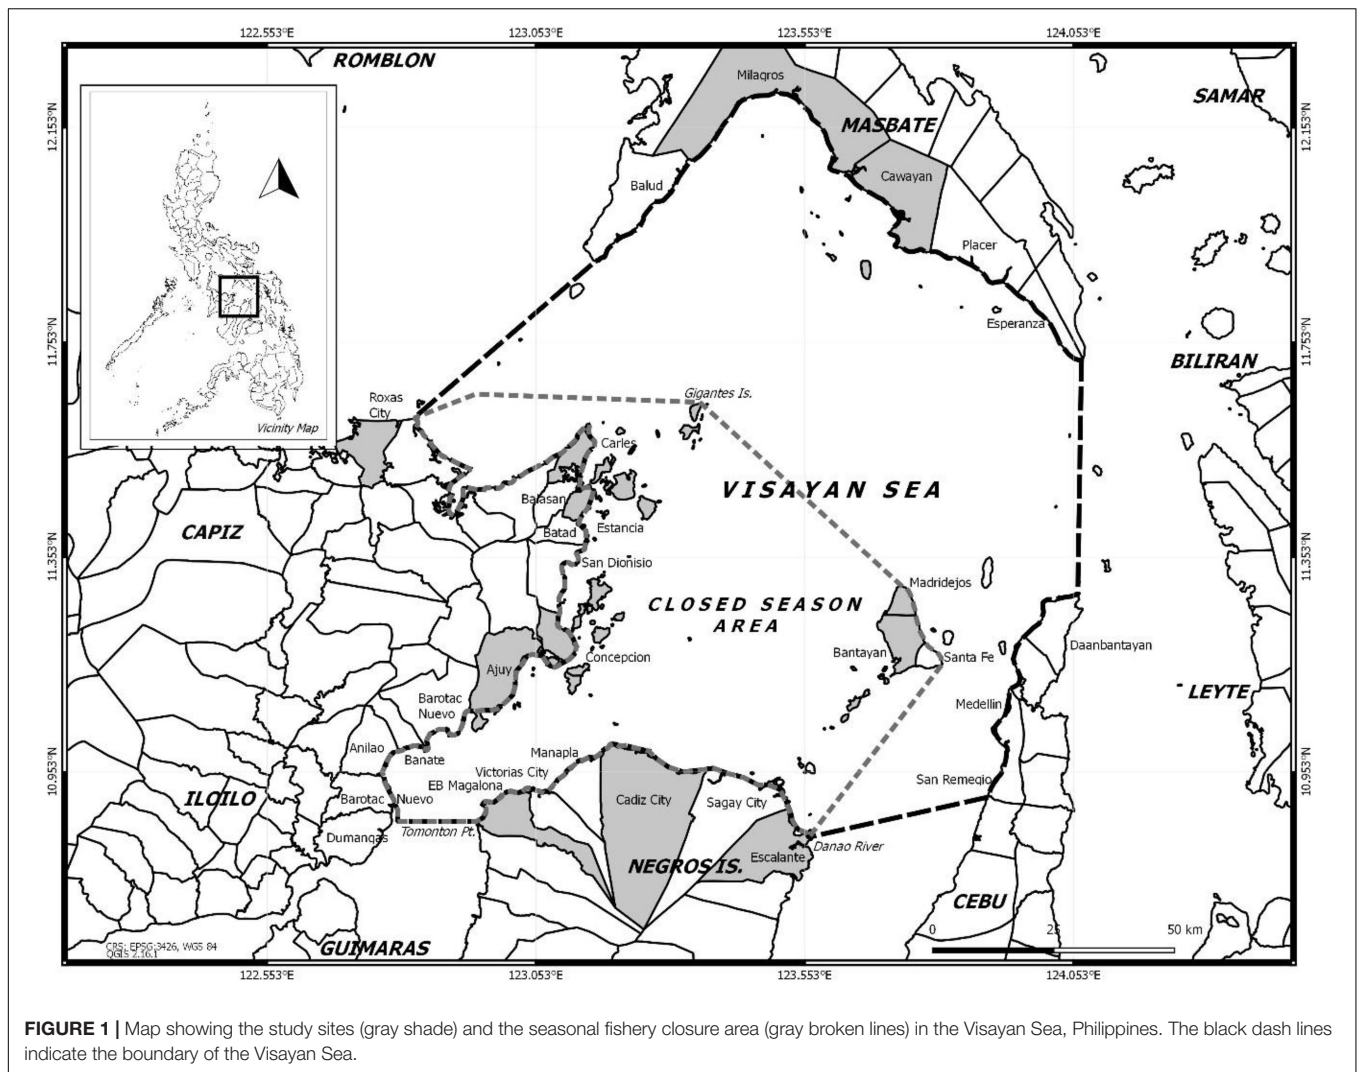 122.553°E
123.053°E
123.553°E
124.053°E
ROMBLON
Milagros
SAMAR
12.153°N
MASBATE
12.153°N
Balud
Cawayan
Placer
Esperanza
11.753°N
11.753°N
BILIRAN
Roxas
City
Gigantes Is.
Vicinity Map
Carles
VISAYAN SEA
Balasan
Estancia
CAPIZ
Batad
11.353°N
San Dionisio
11.353°N
Madridejos
CLOSED SEASON
AREA
Bantayan
Santa Fe
Daanbantayan
Concepcion
Ajuy
LEYTE
Barotac
Nuevo
Medellin
Anilao
Banate
Manapla
10.953°N
Victorias City
San Remegio
10.953°N
EB Magalona
ILOILO
Barotac Nuevo
Cadiz City
Sagay City
Tomonton Pt.
Dumangas
Danao River
Escalante
NEGROS IS.
CEBU
GUIMARAS
0
25
50 km
CRS: EPSG:3426, WGS 84
QGIS 2.16.1
122.553°E
123.053°E
123.553°E
124.053°E
FIGURE 1 | Map showing the study sites (gray shade) and the seasonal fishery closure area (gray broken lines) in the Visayan Sea, Philippines. The black dash lines
indicate the boundary of the Visayan Sea.